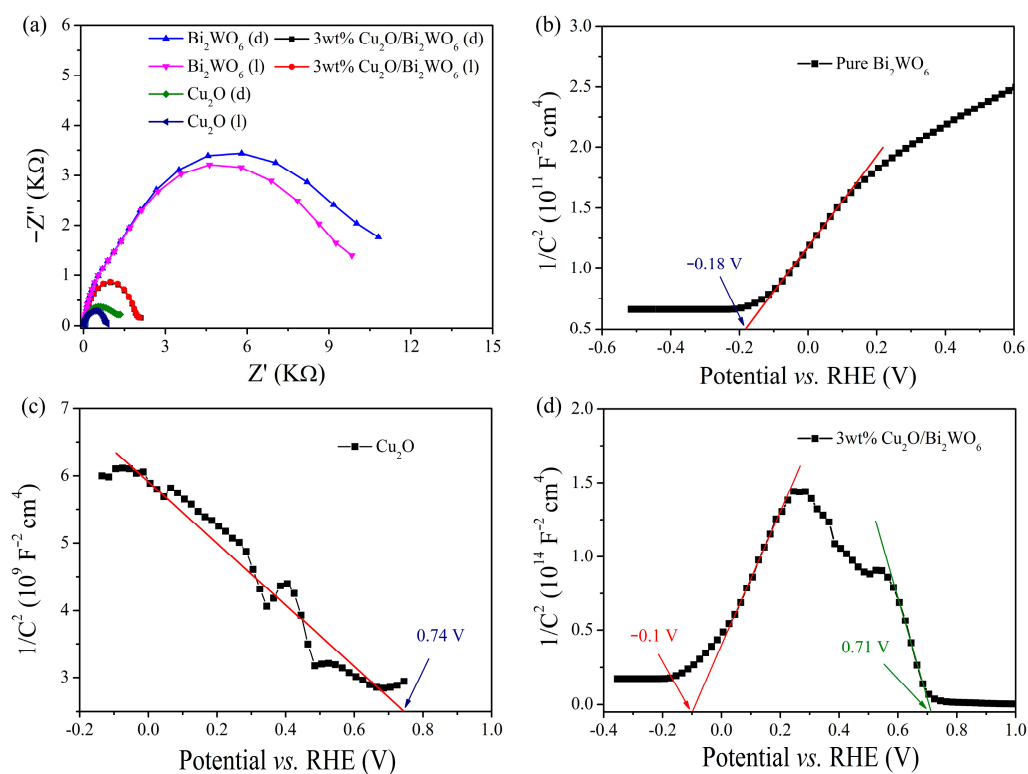 (a)
Bi₂WO₆ (d)
3wt% Cu₂O/Bi₂WO₆ (d)
Bi₂WO₆ (l)
3wt% Cu₂O/Bi₂WO₆ (l)
Cu₂O (d)
Cu₂O (l)
−Z'' (KΩ)
6
5
4
3
2
1
0
0 3 6 9 12 15
Z' (KΩ)
(b)
Pure Bi₂WO₆
1/C² (10¹¹ F⁻² cm⁴)
3.0
2.5
2.0
1.5
1.0
0.5
−0.18 V
-0.6 -0.4 -0.2 0.0 0.2 0.4 0.6
Potential vs. RHE (V)
(c)
Cu₂O
1/C² (10⁹ F⁻² cm⁴)
7
6
5
4
3
0.74 V
-0.2 0.0 0.2 0.4 0.6 0.8 1.0
Potential vs. RHE (V)
(d)
3wt% Cu₂O/Bi₂WO₆
1/C² (10¹⁴ F⁻² cm⁴)
2.0
1.5
1.0
0.5
0.0
−0.1 V
0.71 V
-0.4 -0.2 0.0 0.2 0.4 0.6 0.8 1.0
Potential vs. RHE (V)